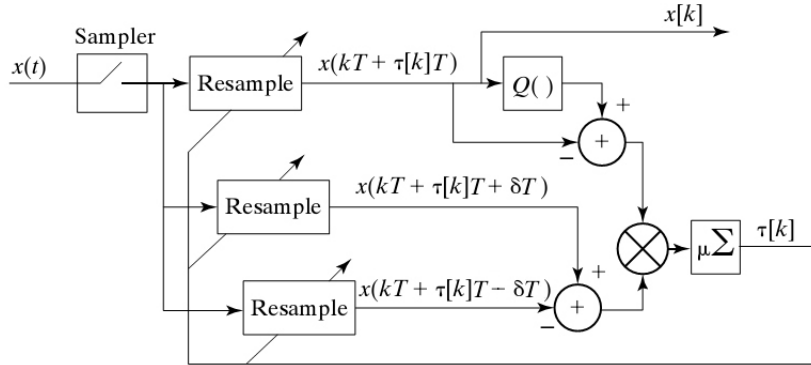 x[k]
Sampler
x(t)
Resample
x(kT + τ[k]T)
Q( )
+
−
+
Resample
x(kT + τ[k]T + δT)
μΣ
τ[k]
Resample
x(kT + τ[k]T − δT)
+
−
+